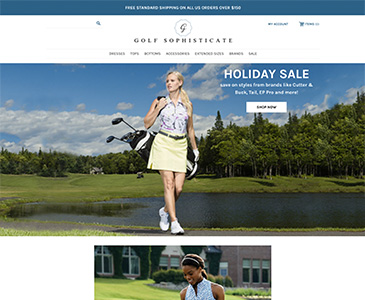 FREE STANDARD SHIPPING ON ALL US ORDERS OVER $150
MY ACCOUNT
ITEMS (0)
GOLF SOPHISTICATE
DRESSES TOPS BOTTOMS ACCESSORIES EXTENDED SIZES BRANDS SALE
HOLIDAY SALE
save on styles from brands like Cutter &
Buck, Tail, EP Pro and more!
SHOP NOW